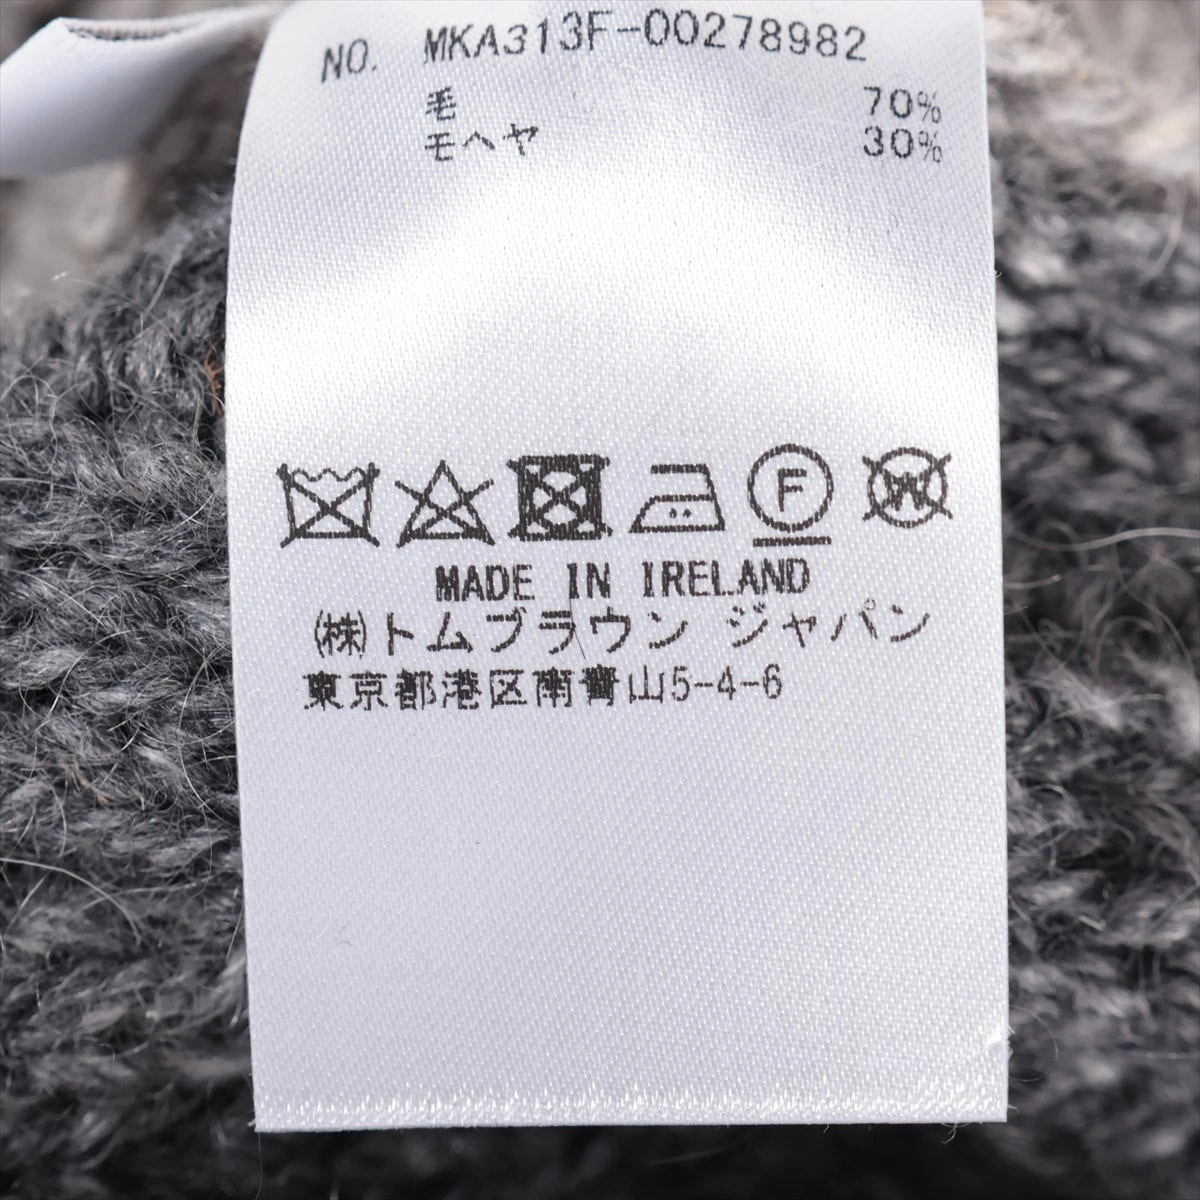 NO. MKA313F-00278982
毛 70%
モヘヤ 30%
F W
MADE IN IRELAND
(株)トムブラウン ジャパン
東京都港区南青山5-4-6